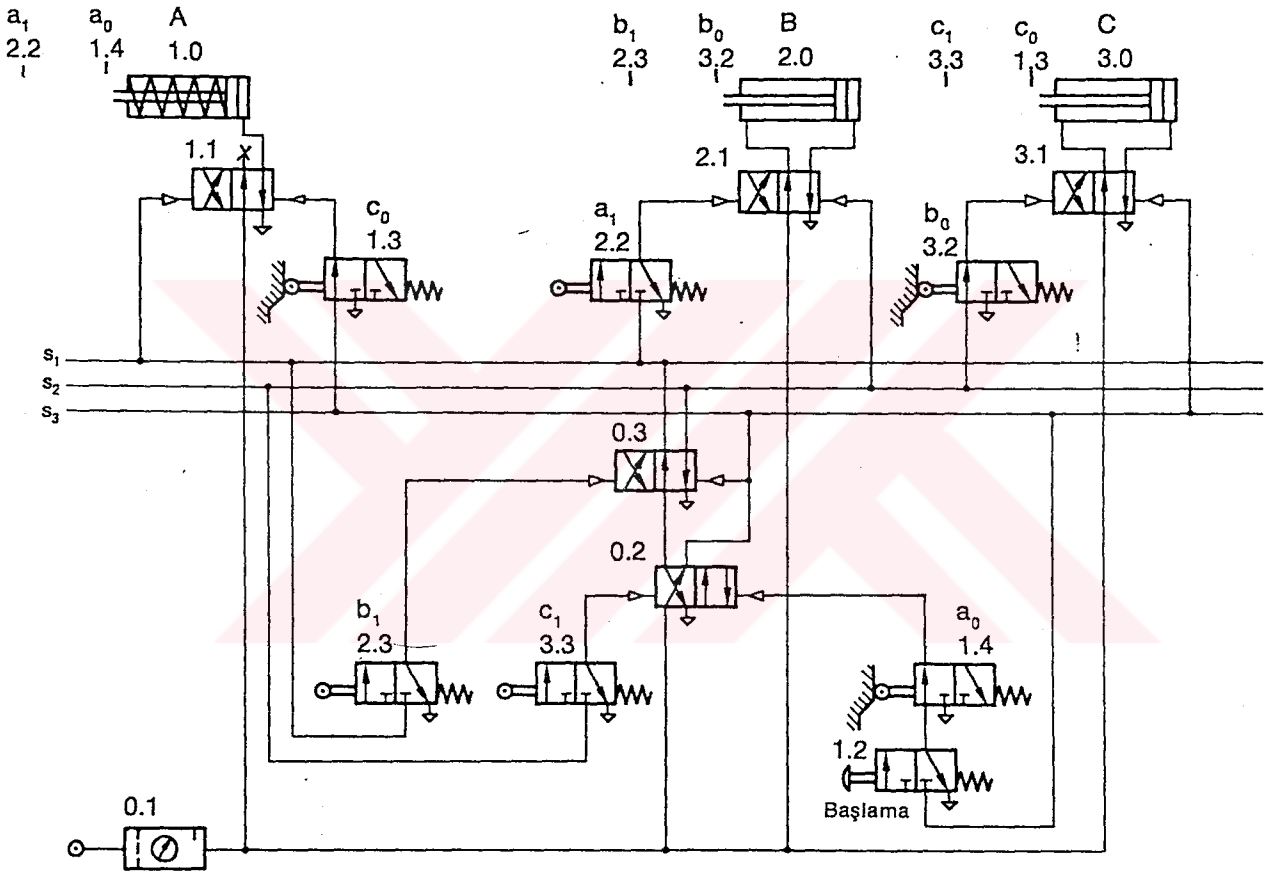 a₁ a₀ A b₁ b₀ B c₁ c₀ C
2.2 1.4 1.0 2.3 3.2 2.0 3.3 1.3 3.0
1.1 2.1 3.1
c₀
1.3
a₁
2.2
b₀
3.2
s₁
s₂
s₃
0.3
0.2
b₁
2.3
c₁
3.3
a₀
1.4
1.2
Başlama
0.1